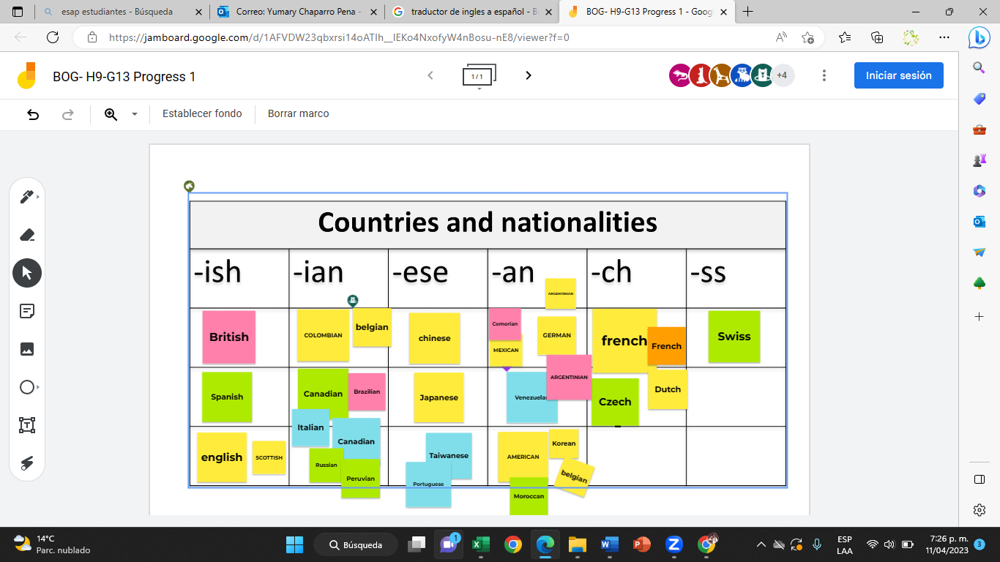 esap estudiantes - Búsqueda
Correo: Yumary Chaparro Pena -
traductor de ingles a español - B
BOG- H9-G13 Progress 1 - Goog
https://jamboard.google.com/d/1AFVDW23qbxrsi14oATIh__lEKo4NxofyW4nBosu-nE8/viewer?f=0
BOG- H9-G13 Progress 1
1/1
+4
Iniciar sesión
Establecer fondo
Borrar marco
Countries and nationalities
-ish
-ian
-ese
-an
-ch
-ss
ARGENTINIAN
British
COLOMBIAN
belgian
chinese
Comorian
MEXICAN
GERMAN
french
French
Swiss
Spanish
Canadian
Brazilian
Japanese
Venezuelan
ARGENTINIAN
Czech
Dutch
Italian
Canadian
english
SCOTTISH
Russian
Peruvian
Taiwanese
Portuguese
AMERICAN
Korean
belgian
Moroccan
14°C
Parc. nublado
Búsqueda
1
ESP
LAA
7:26 p. m.
11/04/2023
3